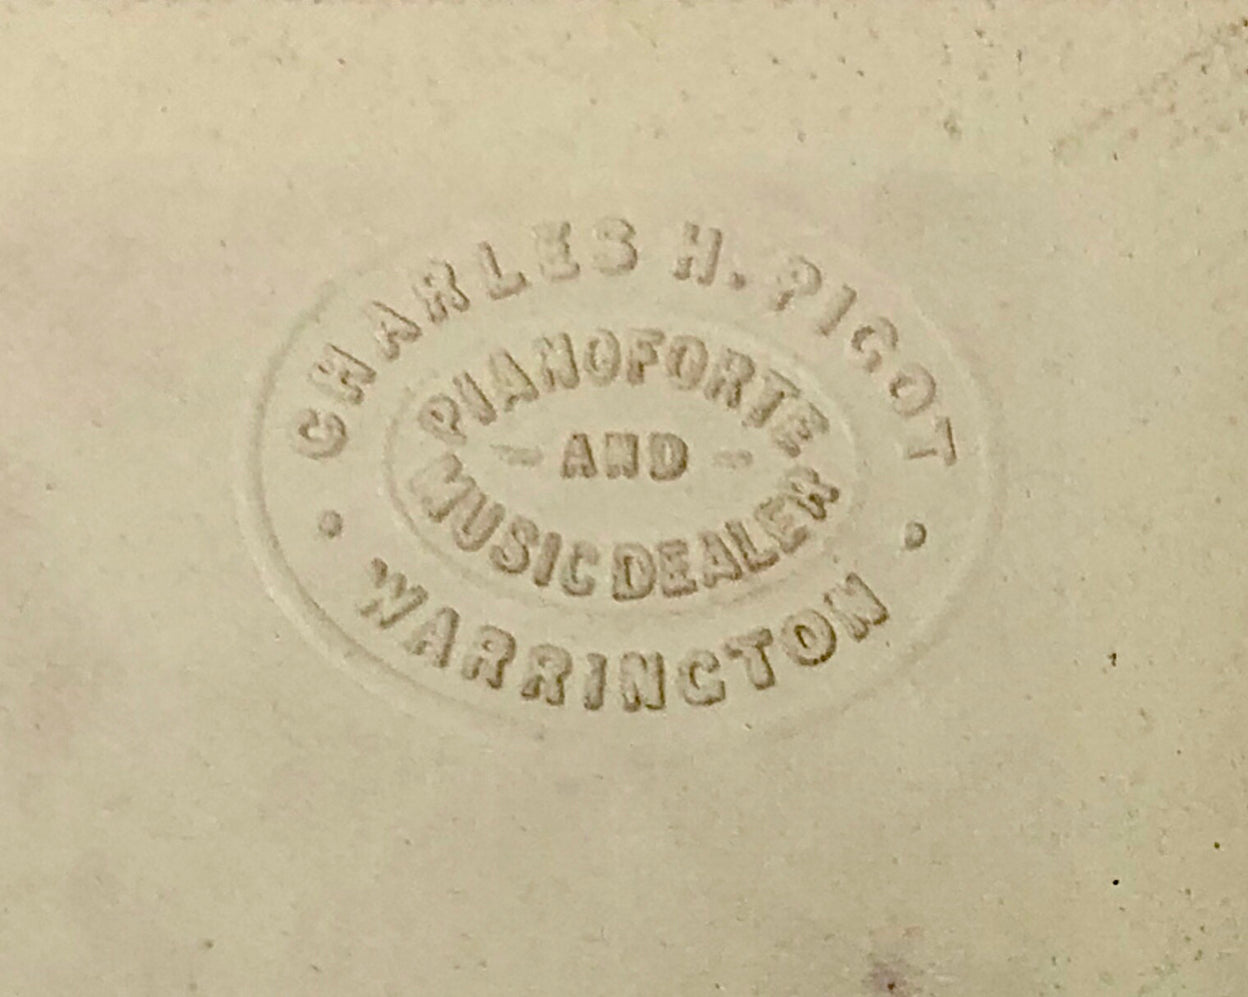 CHARLES H. PIGOT
PIANOFORTE
- AND -
MUSIC DEALER
• WARRINGTON •